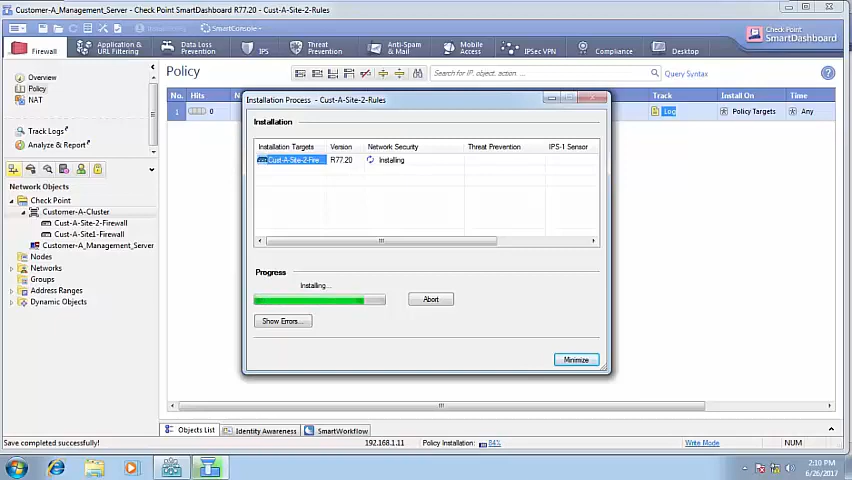 Customer-A_Management_Server - Check Point SmartDashboard R77.20 - Cust-A-Site-2-Rules
SmartConsole
Check Point
SmartDashboard
Firewall
Application &
URL Filtering
Data Loss
Prevention
IPS
Threat
Prevention
Anti-Spam
& Mail
Mobile
Access
IPSec VPN
Compliance
Desktop
Overview
Policy
NAT
Track Logs
Analyze & Report
Policy
Search for IP, object, action, ...
Query Syntax
No.
Hits
Track
Install On
Time
1
0
Log
Policy Targets
Any
Network Objects
Check Point
Customer-A-Cluster
Cust-A-Site-2-Firewall
Cust-A-Site1-Firewall
Customer-A_Management_Server
Nodes
Networks
Groups
Address Ranges
Dynamic Objects
Installation Process - Cust-A-Site-2-Rules
Installation
Installation Targets
Version
Network Security
Threat Prevention
IPS-1 Sensor
Cust-A-Site-2-Fire...
R77.20
Installing
Progress
Installing...
Abort
Show Errors...
Minimize
Objects List
Identity Awareness
SmartWorkflow
Save completed successfully!
192.168.1.11
Policy Installation:
84%
Write Mode
NUM
2:10 PM
6/26/2017